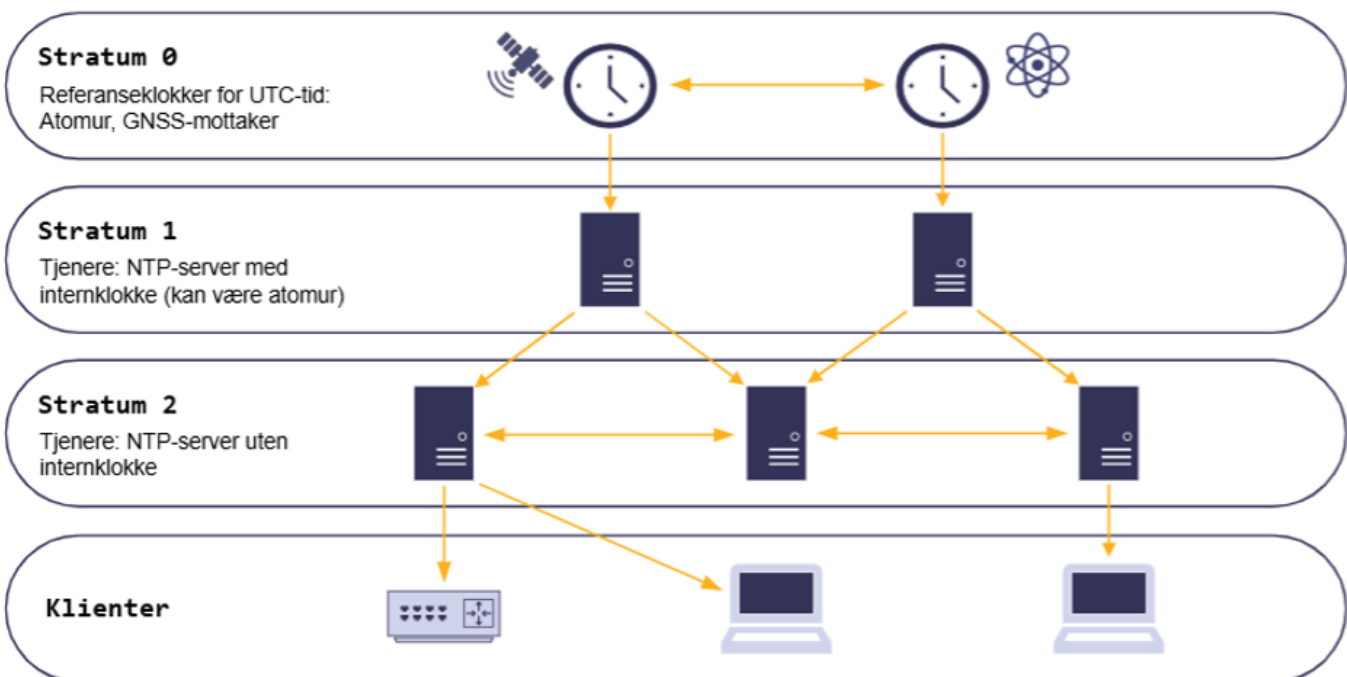 Stratum 0
Referanseklokker for UTC-tid:
Atomur, GNSS-mottaker
Stratum 1
Tjenere: NTP-server med
internklokke (kan være atomur)
Stratum 2
Tjenere: NTP-server uten
internklokke
Klienter